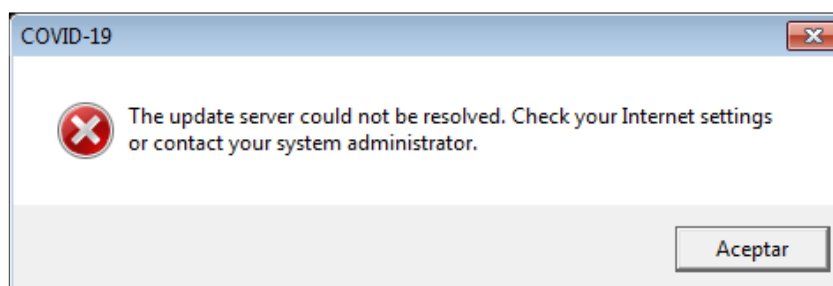 COVID-19
The update server could not be resolved. Check your Internet settings
or contact your system administrator.
Aceptar